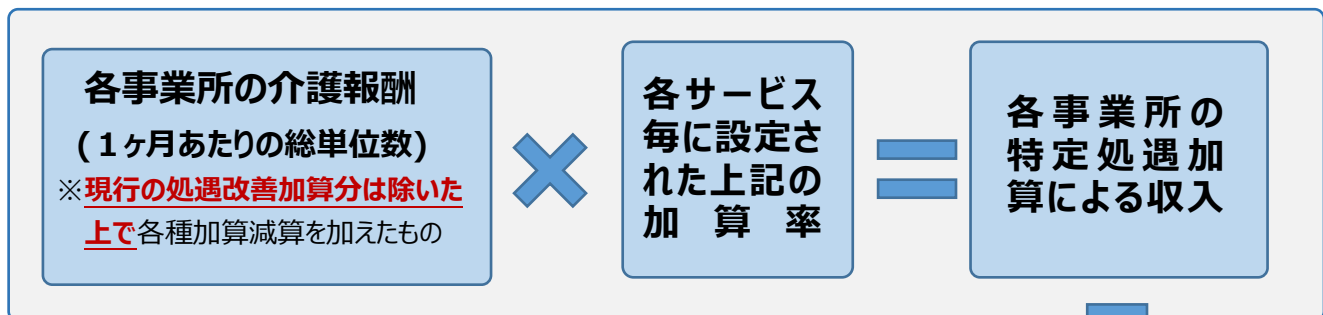 各事業所の介護報酬
(１ヶ月あたりの総単位数)
※現行の処遇改善加算分は除いた
上で各種加算減算を加えたもの
各サービス
毎に設定さ
れた上記の
加算率
各事業所の
特定処遇加
算による収入